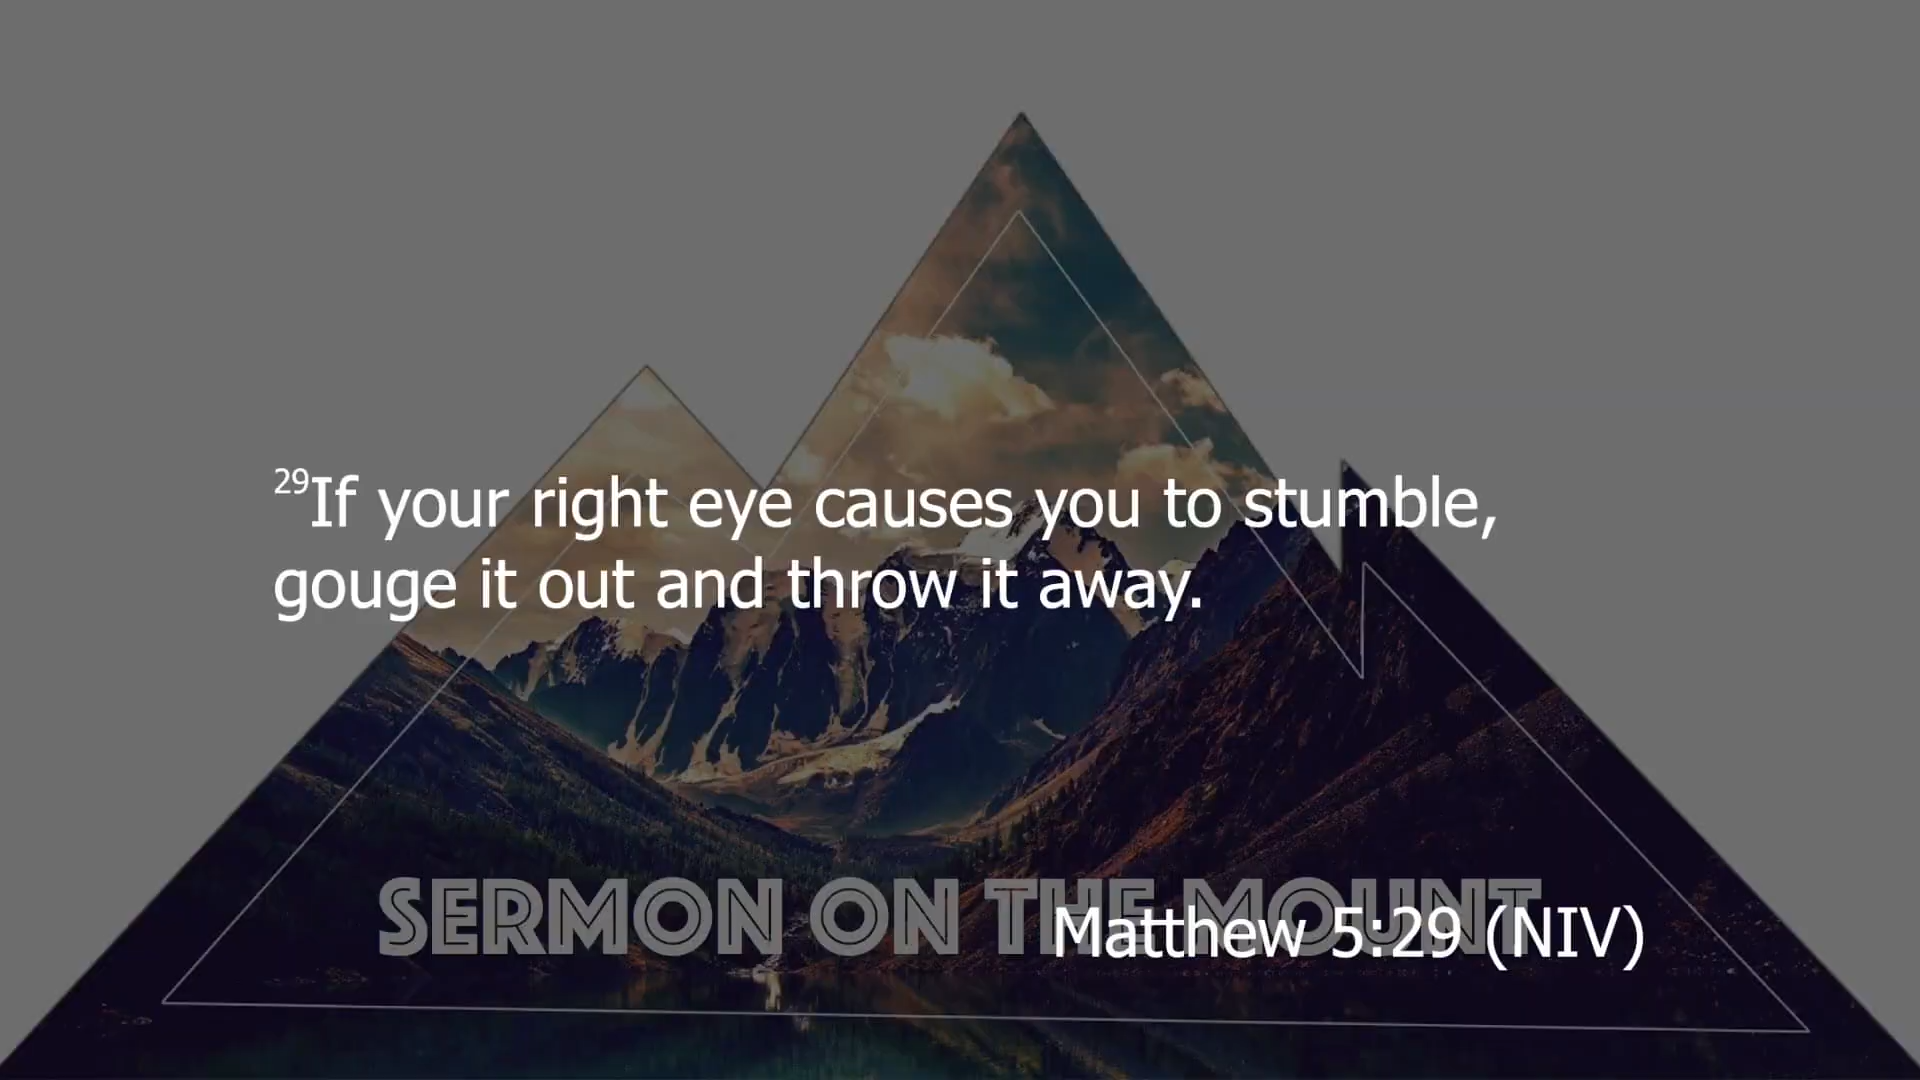 29If your right eye causes you to stumble,
gouge it out and throw it away.
SERMON ON THE MOUNT
Matthew 5:29 (NIV)